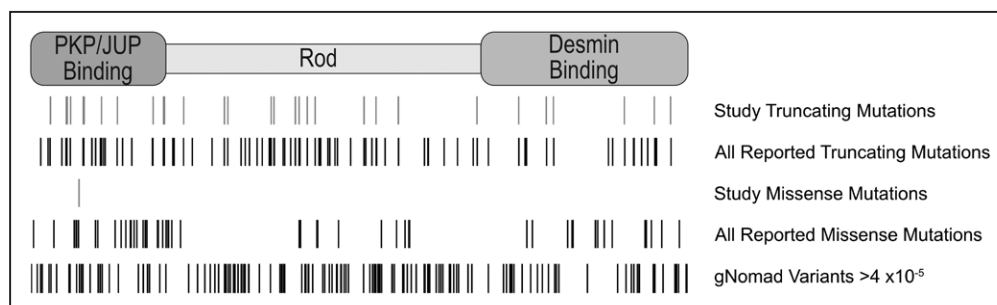 PKP/JUP
Binding
Rod
Desmin
Binding
Study Truncating Mutations
All Reported Truncating Mutations
Study Missense Mutations
All Reported Missense Mutations
gNomad Variants >4 x10⁻⁵